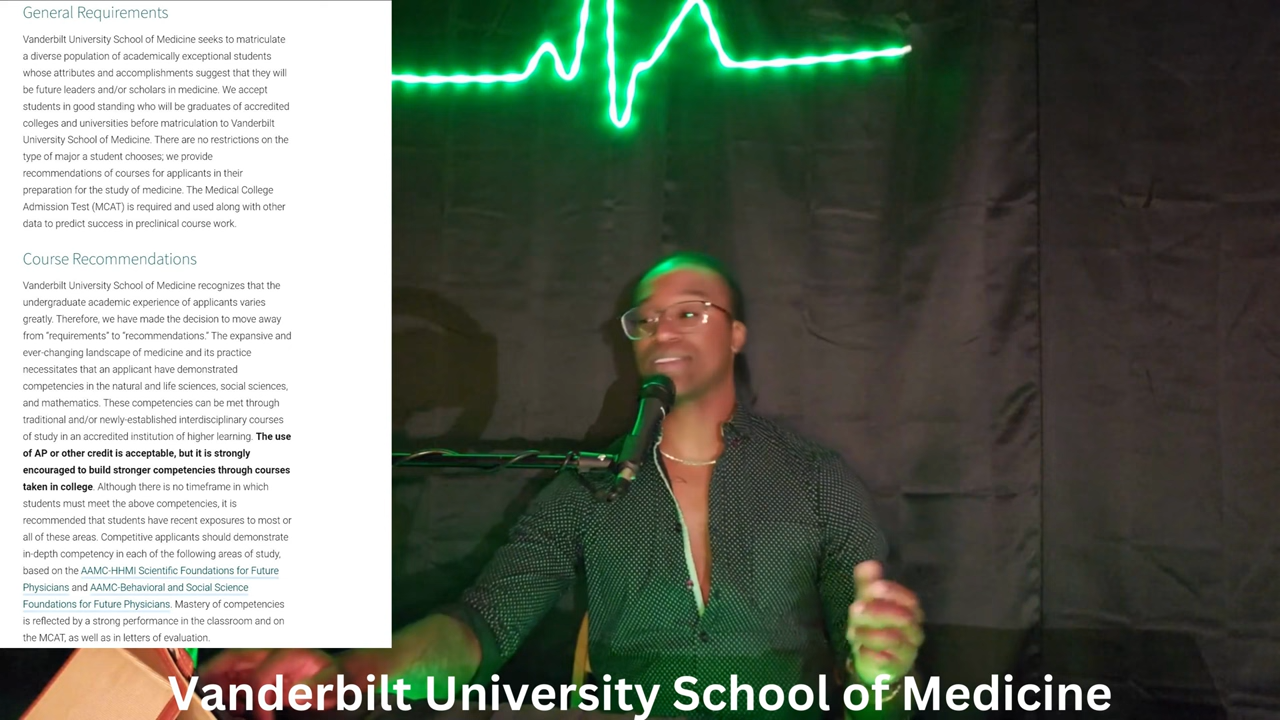 General Requirements
Vanderbilt University School of Medicine seeks to matriculate
a diverse population of academically exceptional students
whose attributes and accomplishments suggest that they will
be future leaders and/or scholars in medicine. We accept
students in good standing who will be graduates of accredited
colleges and universities before matriculation to Vanderbilt
University School of Medicine. There are no restrictions on the
type of major a student chooses; we provide
recommendations of courses for applicants in their
preparation for the study of medicine. The Medical College
Admission Test (MCAT) is required and used along with other
data to predict success in preclinical course work.
Course Recommendations
Vanderbilt University School of Medicine recognizes that the
undergraduate academic experience of applicants varies
greatly. Therefore, we have made the decision to move away
from “requirements” to “recommendations.” The expansive and
ever-changing landscape of medicine and its practice
necessitates that an applicant have demonstrated
competencies in the natural and life sciences, social sciences,
and mathematics. These competencies can be met through
traditional and/or newly-established interdisciplinary courses
of study in an accredited institution of higher learning. The use
of AP or other credit is acceptable, but it is strongly
encouraged to build stronger competencies through courses
taken in college. Although there is no timeframe in which
students must meet the above competencies, it is
recommended that students have recent exposures to most or
all of these areas. Competitive applicants should demonstrate
in-depth competency in each of the following areas of study,
based on the AAMC-HHMI Scientific Foundations for Future
Physicians and AAMC-Behavioral and Social Science
Foundations for Future Physicians. Mastery of competencies
is reflected by a strong performance in the classroom and on
the MCAT, as well as in letters of evaluation.
Vanderbilt University School of Medicine